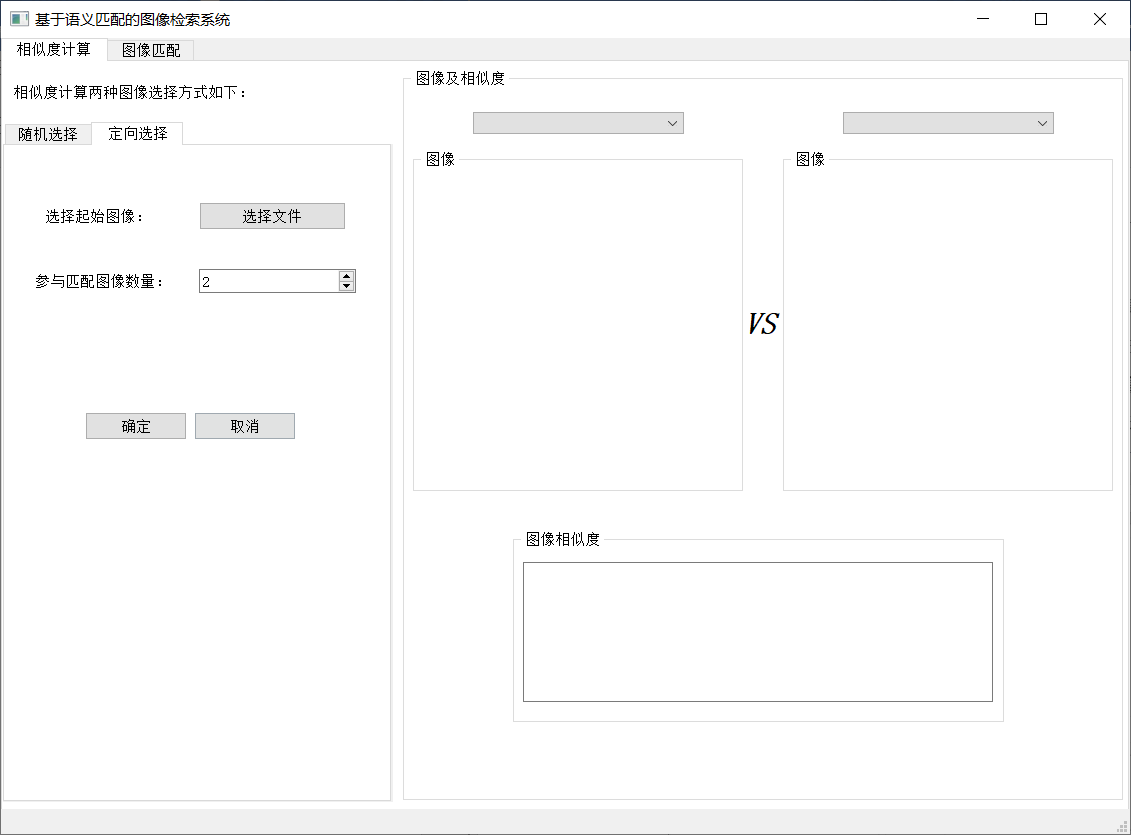 基于语义匹配的图像检索系统
相似度计算
图像匹配
相似度计算两种图像选择方式如下：
随机选择
定向选择
选择起始图像：
选择文件
参与匹配图像数量：
2
确定
取消
图像及相似度
图像
VS
图像
图像相似度